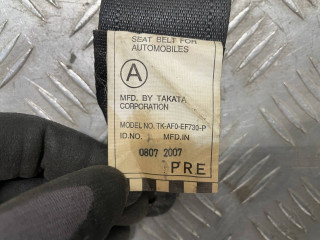 SEAT BELT FOR
AUTOMOBILES
A
MFD. BY TAKATA
CORPORATION
MODEL NO. TK-AF0-EF730-P
ID.NO. MFD.IN
0807 2007
PRE